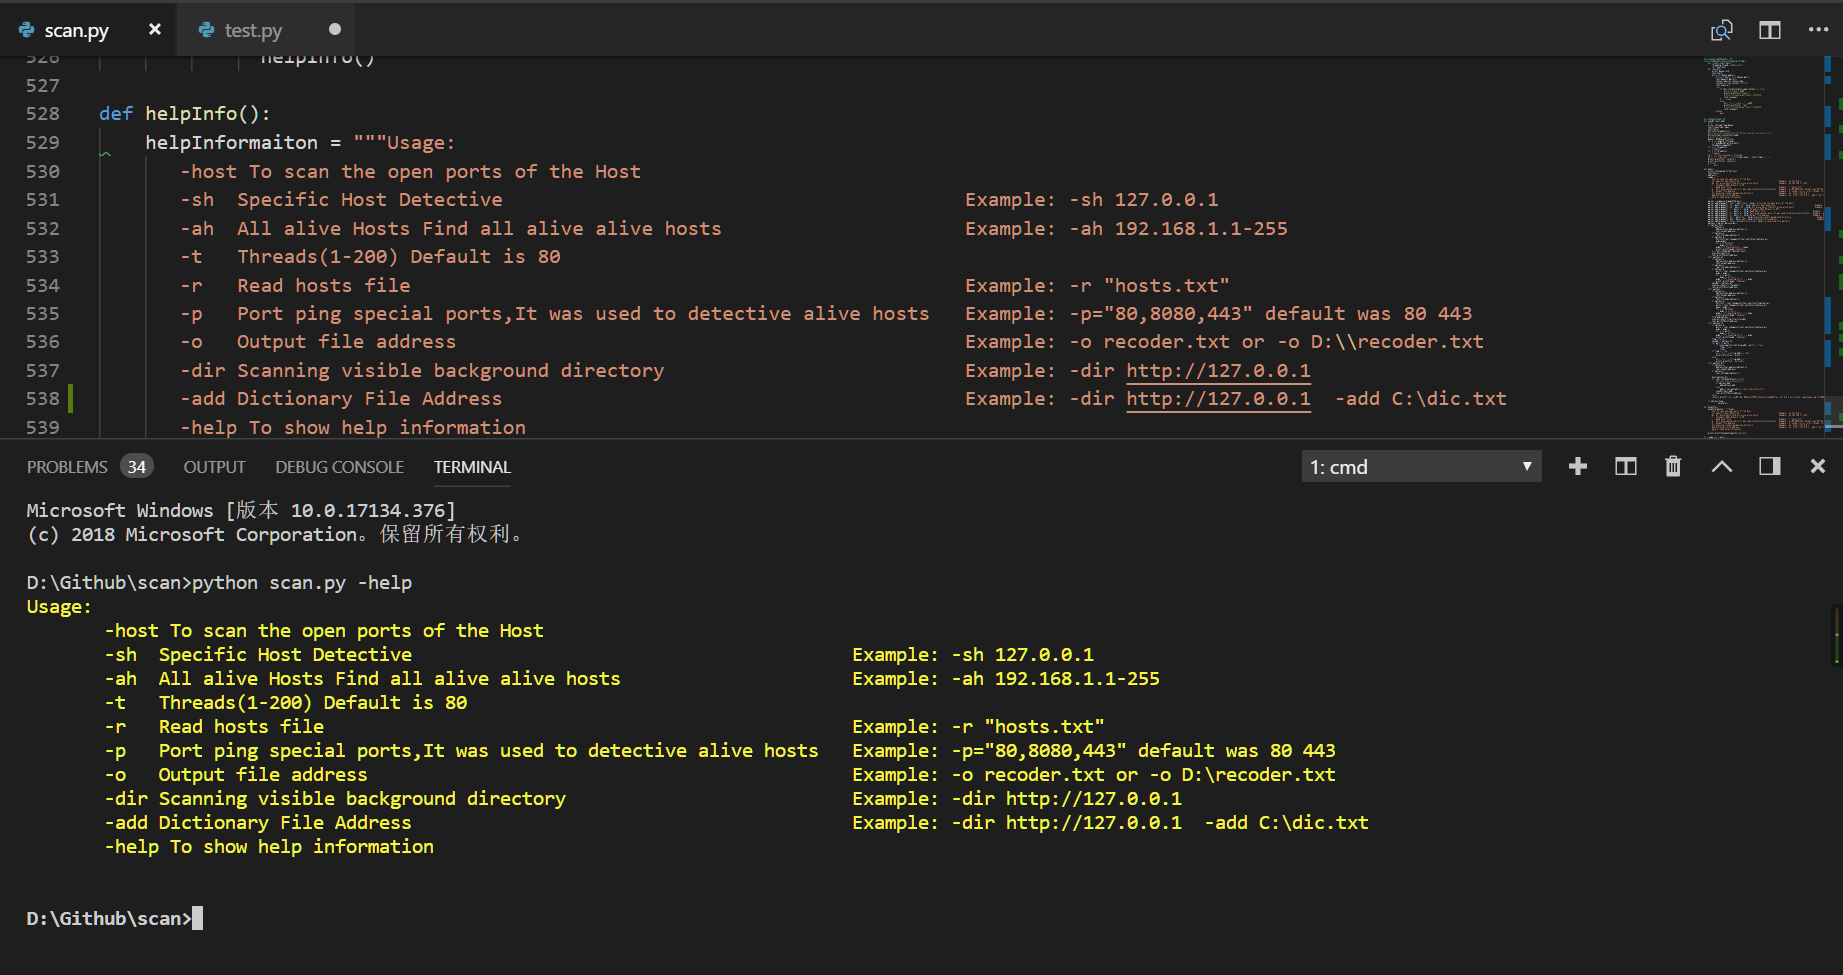 scan.py
test.py
526 helpInfo()
527
528 def helpInfo():
529 helpInformaiton = """Usage:
530 -host To scan the open ports of the Host
531 -sh  Specific Host Detective Example: -sh 127.0.0.1
532 -ah  All alive Hosts Find all alive alive hosts Example: -ah 192.168.1.1-255
533 -t   Threads(1-200) Default is 80
534 -r   Read hosts file Example: -r "hosts.txt"
535 -p   Port ping special ports,It was used to detective alive hosts Example: -p="80,8080,443" default was 80 443
536 -o   Output file address Example: -o recoder.txt or -o D:\\recoder.txt
537 -dir Scanning visible background directory Example: -dir http://127.0.0.1
538 -add Dictionary File Address Example: -dir http://127.0.0.1  -add C:\dic.txt
539 -help To show help information
PROBLEMS 34 OUTPUT DEBUG CONSOLE TERMINAL 1: cmd
Microsoft Windows [版本 10.0.17134.376]
(c) 2018 Microsoft Corporation。保留所有权利。
D:\Github\scan>python scan.py -help
Usage:
-host To scan the open ports of the Host
-sh  Specific Host Detective Example: -sh 127.0.0.1
-ah  All alive Hosts Find all alive alive hosts Example: -ah 192.168.1.1-255
-t   Threads(1-200) Default is 80
-r   Read hosts file Example: -r "hosts.txt"
-p   Port ping special ports,It was used to detective alive hosts Example: -p="80,8080,443" default was 80 443
-o   Output file address Example: -o recoder.txt or -o D:\recoder.txt
-dir Scanning visible background directory Example: -dir http://127.0.0.1
-add Dictionary File Address Example: -dir http://127.0.0.1  -add C:\dic.txt
-help To show help information
D:\Github\scan>